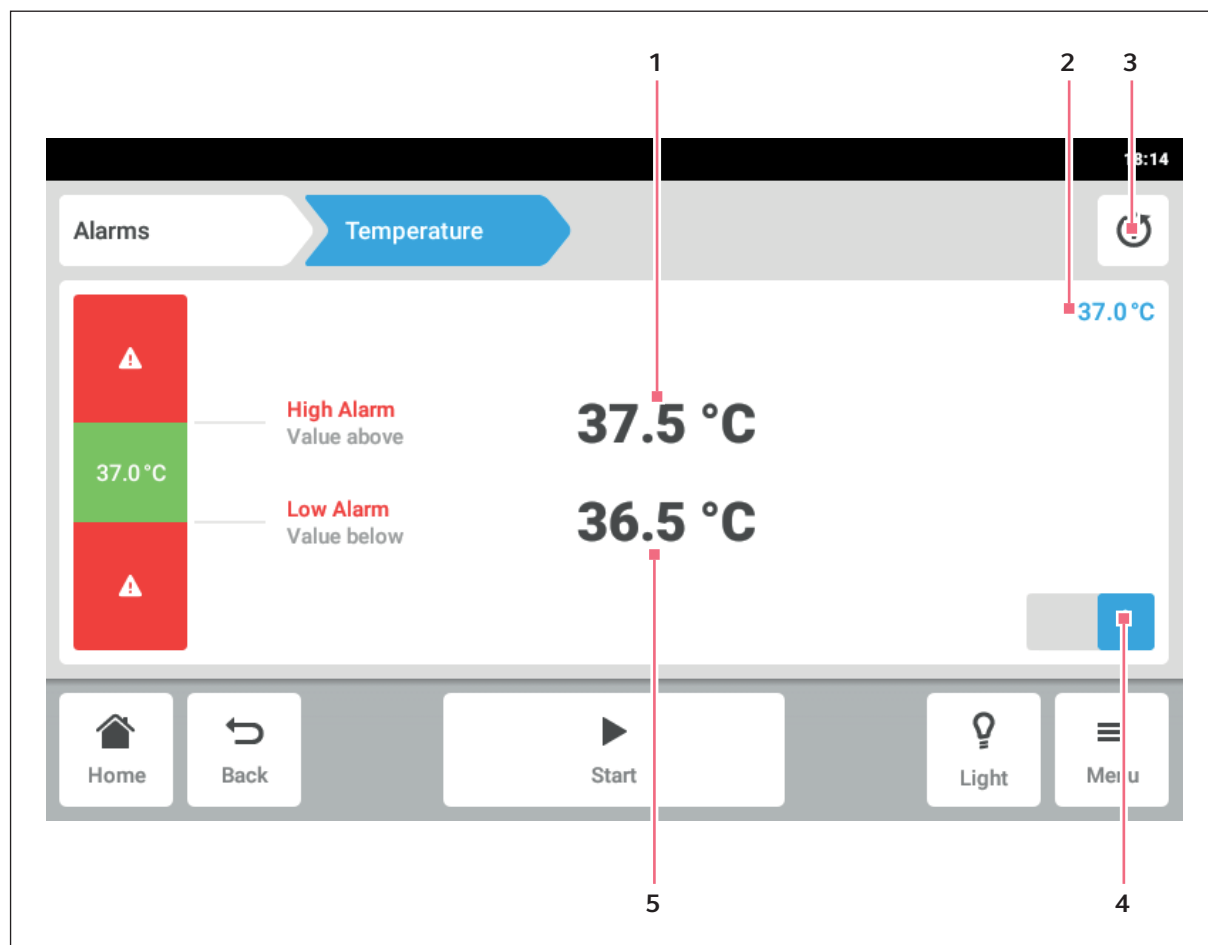 1 2 3
18:14
Alarms Temperature
37.0 °C
High Alarm 37.5 °C
Value above
37.0 °C
Low Alarm 36.5 °C
Value below
Home Back Start Light Menu
5 4